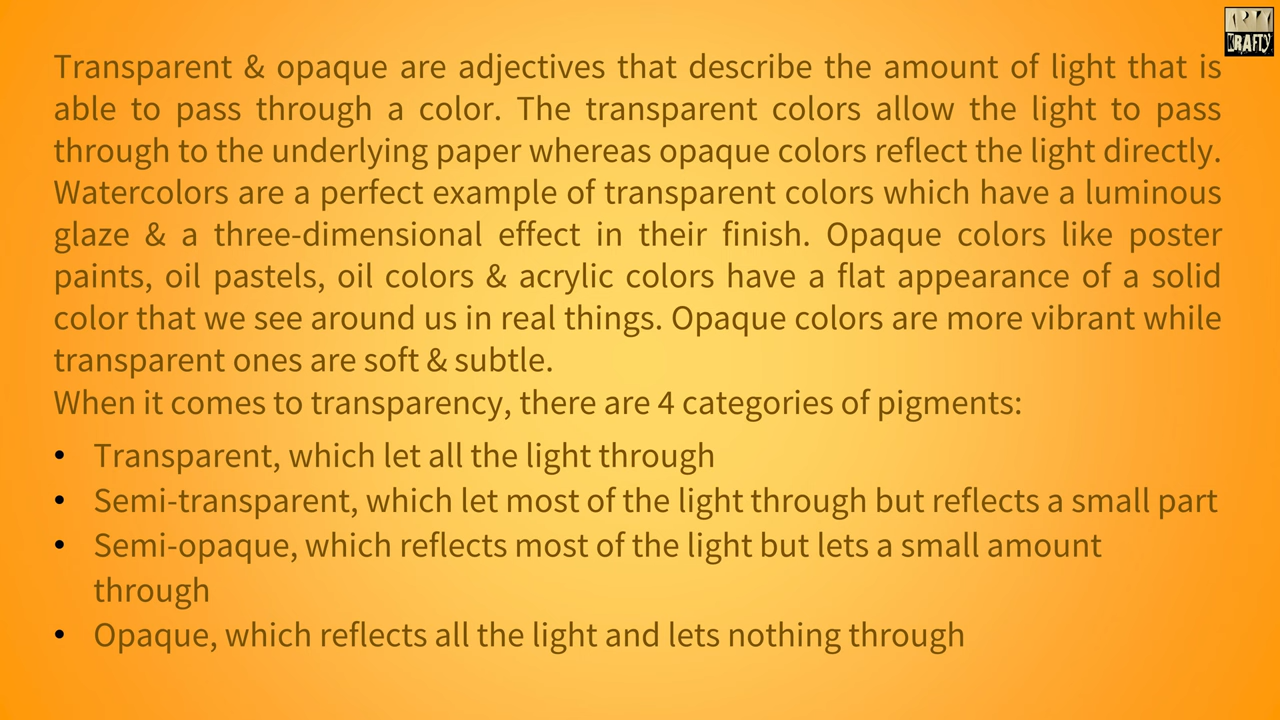 Transparent & opaque are adjectives that describe the amount of light that is
able to pass through a color. The transparent colors allow the light to pass
through to the underlying paper whereas opaque colors reflect the light directly.
Watercolors are a perfect example of transparent colors which have a luminous
glaze & a three-dimensional effect in their finish. Opaque colors like poster
paints, oil pastels, oil colors & acrylic colors have a flat appearance of a solid
color that we see around us in real things. Opaque colors are more vibrant while
transparent ones are soft & subtle.
When it comes to transparency, there are 4 categories of pigments:
• Transparent, which let all the light through
• Semi-transparent, which let most of the light through but reflects a small part
• Semi-opaque, which reflects most of the light but lets a small amount
through
• Opaque, which reflects all the light and lets nothing through